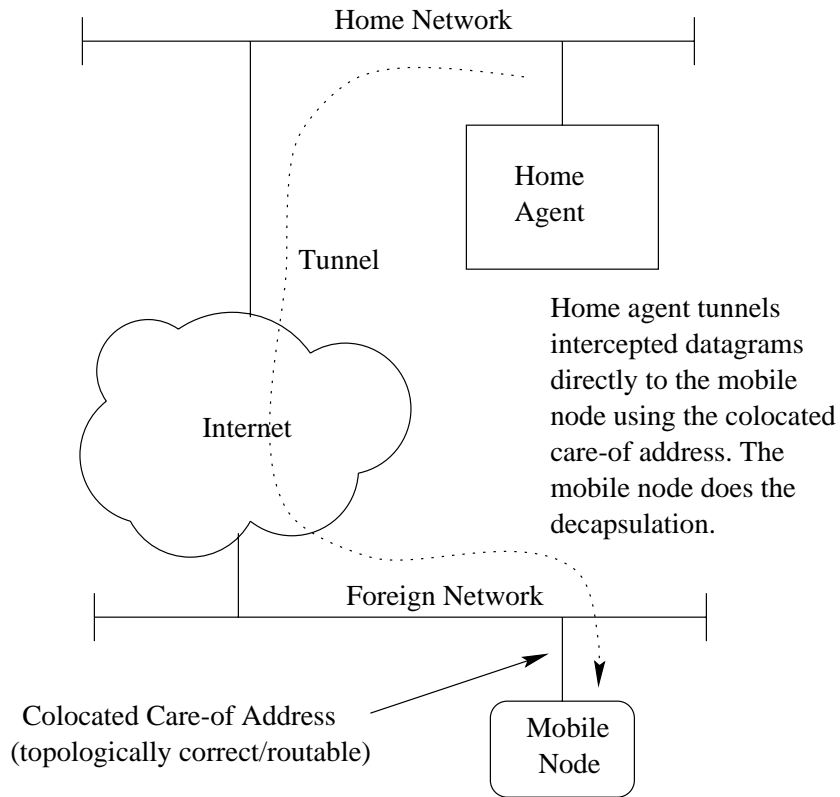 Home Network
Home
Agent
Tunnel
Home agent tunnels
intercepted datagrams
directly to the mobile
node using the colocated
care-of address. The
mobile node does the
decapsulation.
Internet
Foreign Network
Colocated Care-of Address
(topologically correct/routable)
Mobile
Node